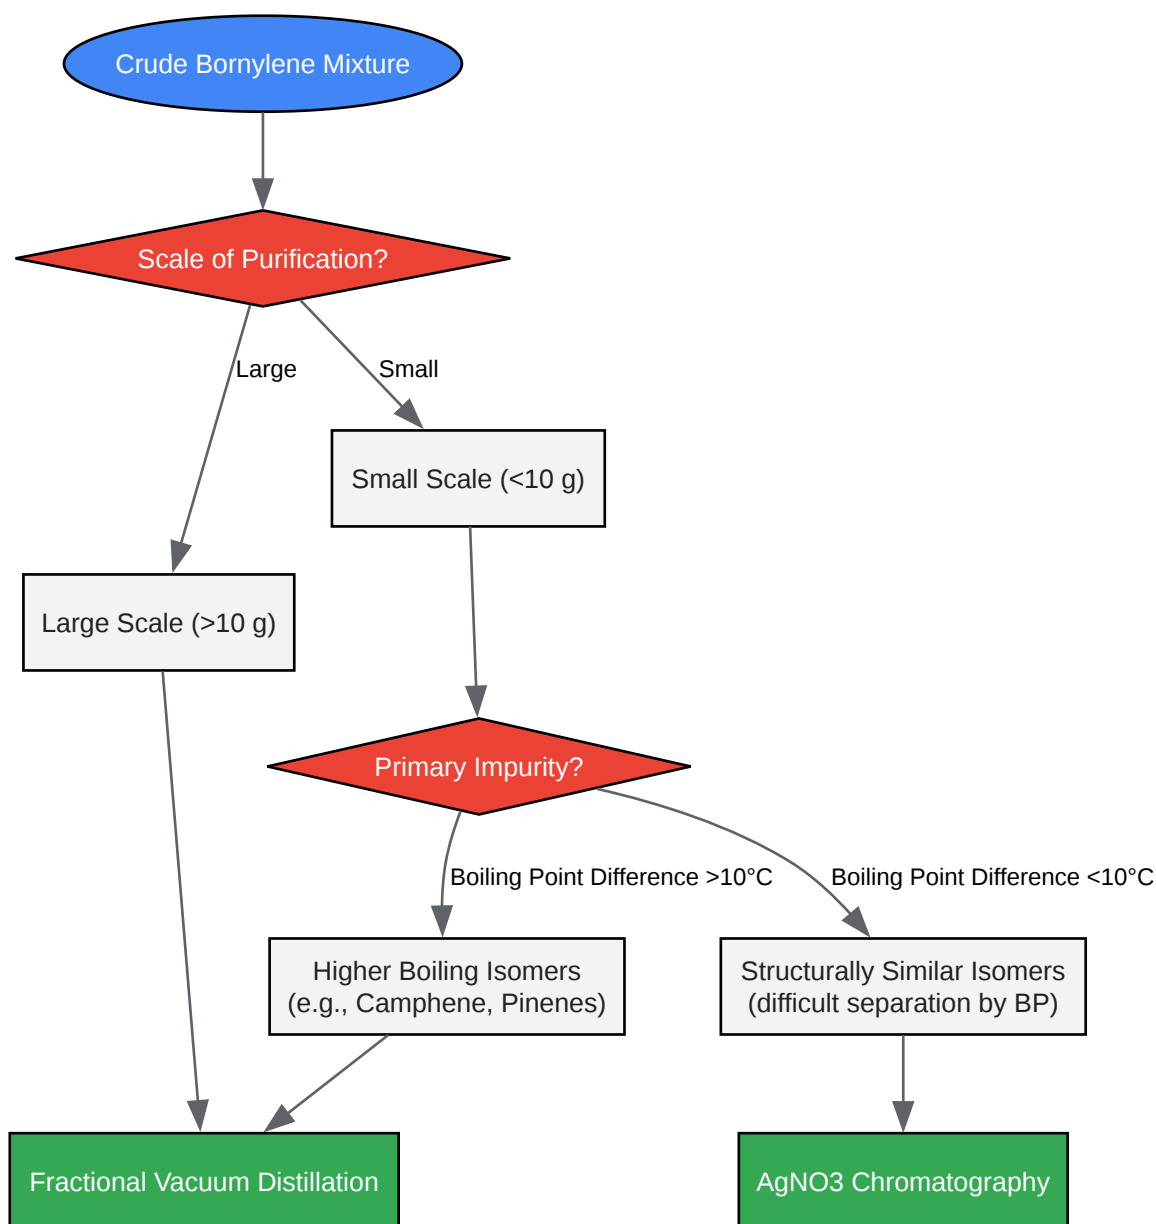 Crude Bornylene Mixture
Scale of Purification?
Large
Small
Small Scale (<10 g)
Large Scale (>10 g)
Primary Impurity?
Boiling Point Difference >10°C
Boiling Point Difference <10°C
Higher Boiling Isomers
(e.g., Camphene, Pinenes)
Structurally Similar Isomers
(difficult separation by BP)
Fractional Vacuum Distillation
AgNO3 Chromatography